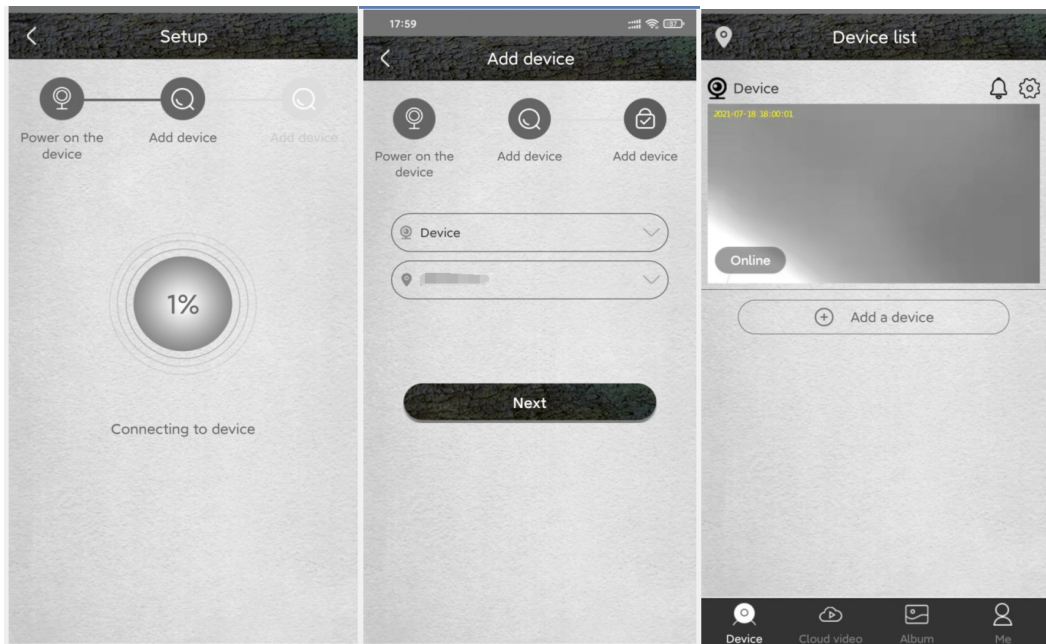 Setup
Power on the
device
Add device
Add device
1%
Connecting to device
17:59
Add device
Power on the
device
Add device
Add device
Device
Next
Device list
Device
2021-07-18 18:00:01
Online
Add a device
Device
Cloud video
Album
Me